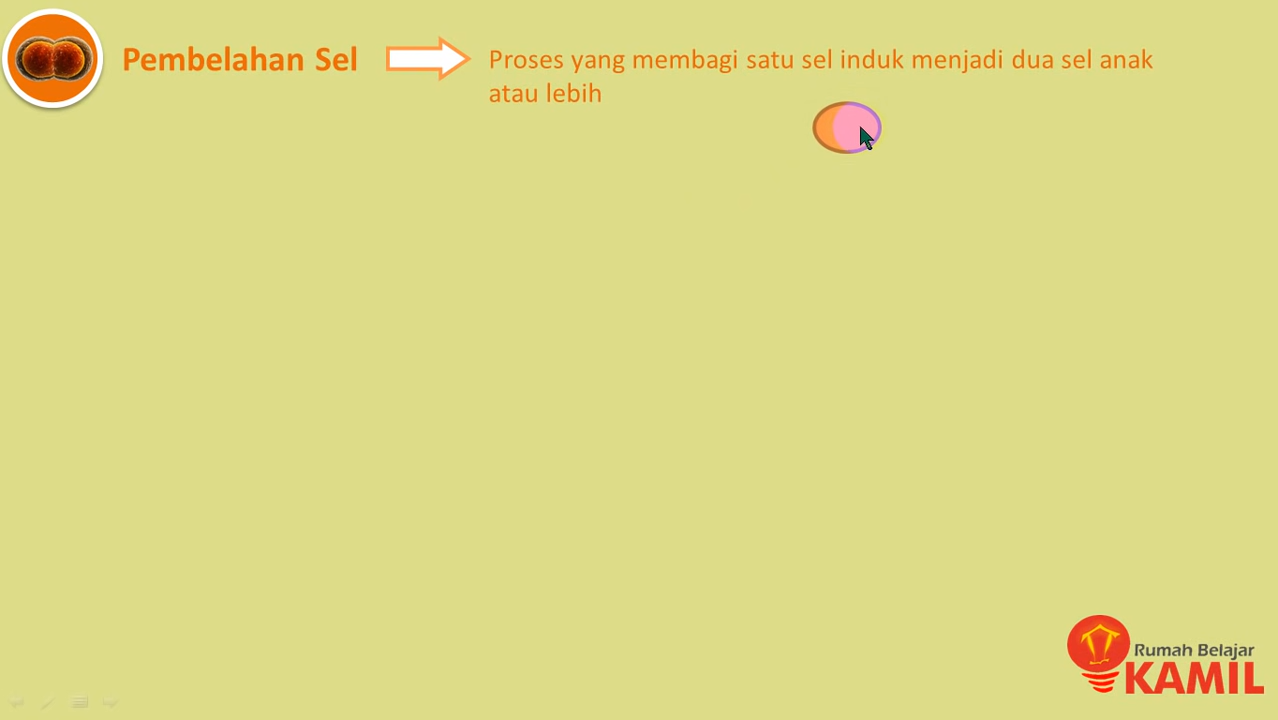 Pembelahan Sel
Proses yang membagi satu sel induk menjadi dua sel anak
atau lebih
Rumah Belajar
KAMIL